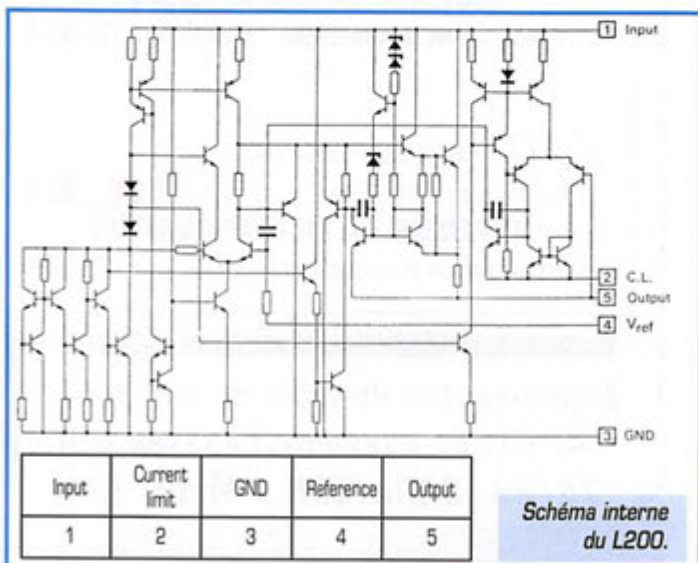 1 Input
2 C.L.
5 Output
4 Vref
3 GND
Input Current limit GND Reference Output
1 2 3 4 5
Schéma interne
du L200.